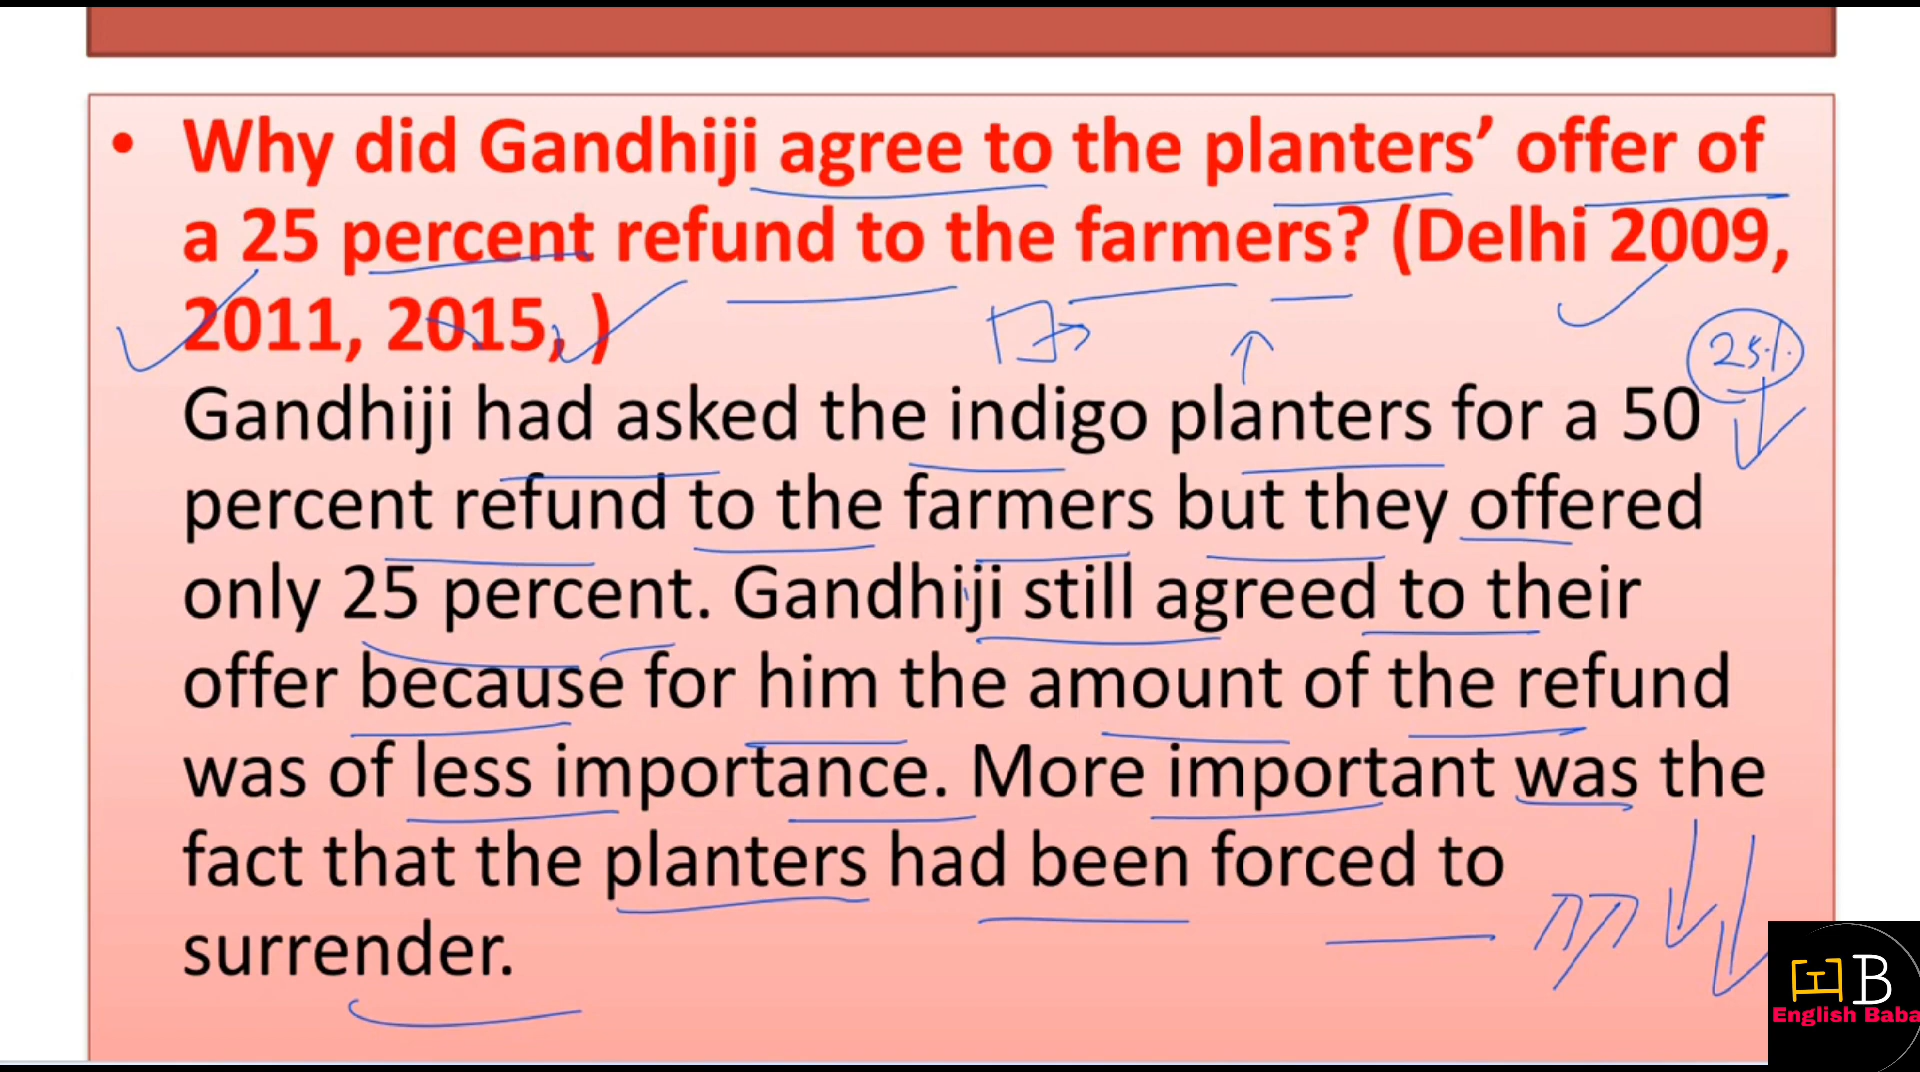 • Why did Gandhiji agree to the planters’ offer of
a 25 percent refund to the farmers? (Delhi 2009,
2011, 2015, )
25%
Gandhiji had asked the indigo planters for a 50
percent refund to the farmers but they offered
only 25 percent. Gandhiji still agreed to their
offer because for him the amount of the refund
was of less importance. More important was the
fact that the planters had been forced to
surrender.
B
English Baba